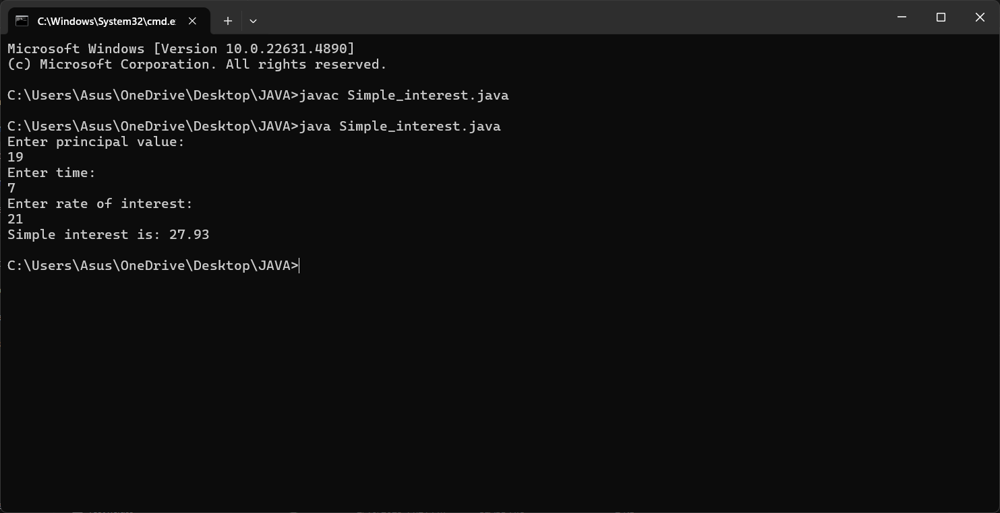 C:\Windows\System32\cmd.e
Microsoft Windows [Version 10.0.22631.4890]
(c) Microsoft Corporation. All rights reserved.
C:\Users\Asus\OneDrive\Desktop\JAVA>javac Simple_interest.java
C:\Users\Asus\OneDrive\Desktop\JAVA>java Simple_interest.java
Enter principal value:
19
Enter time:
7
Enter rate of interest:
21
Simple interest is: 27.93
C:\Users\Asus\OneDrive\Desktop\JAVA>